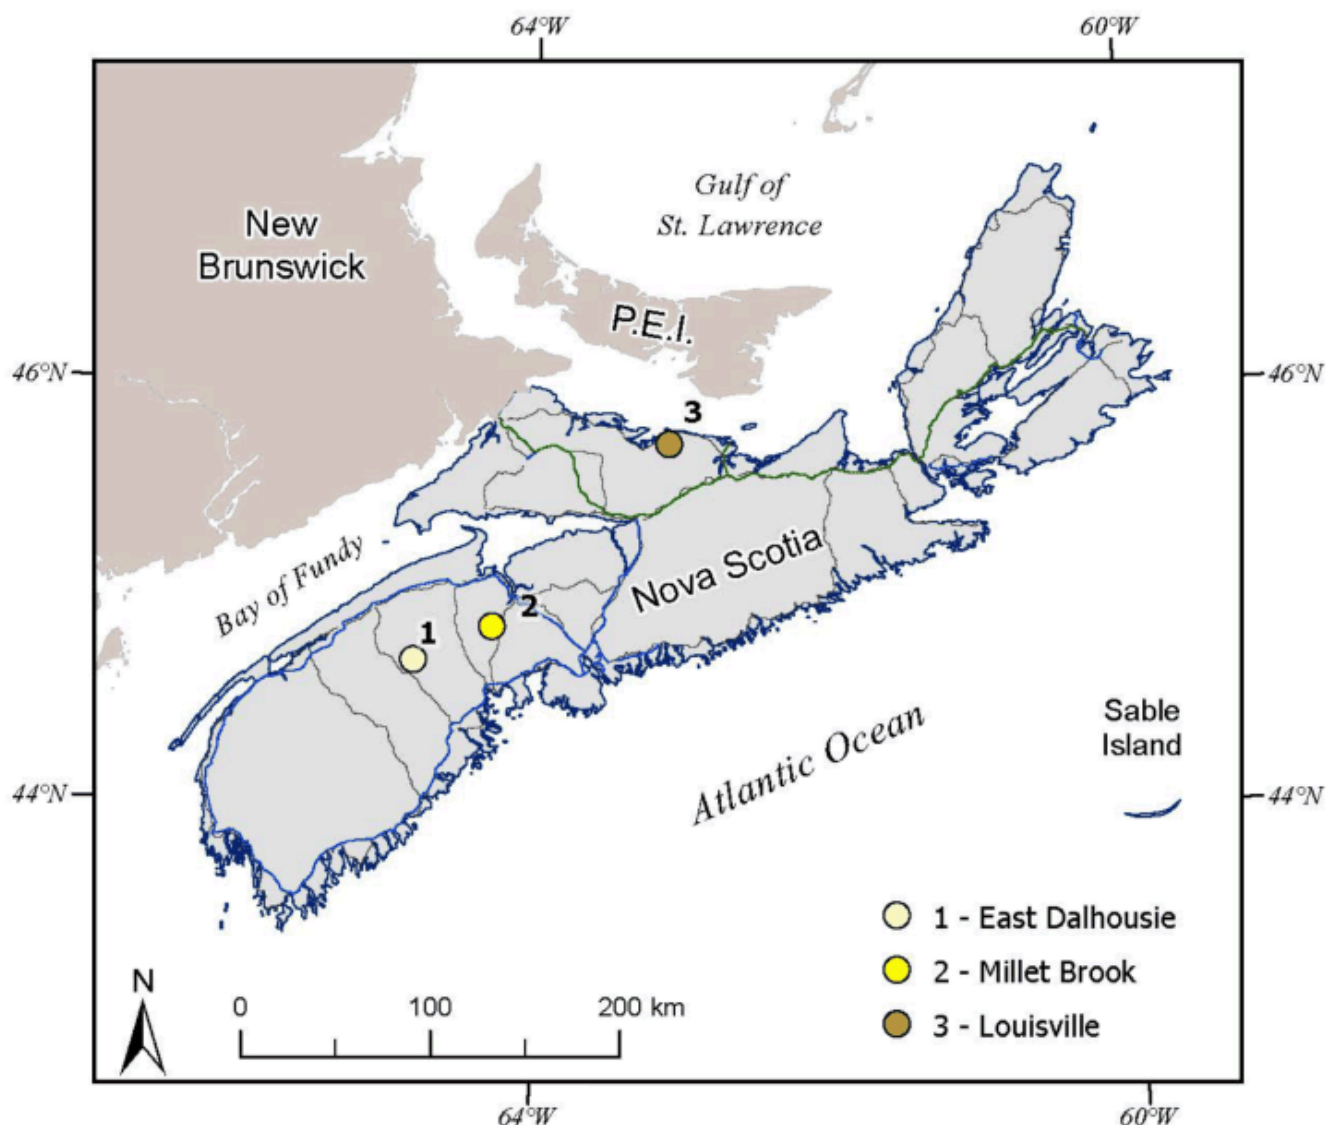 64°W
60°W
Gulf of
St. Lawrence
New
Brunswick
P.E.I.
46°N
46°N
3
Bay of Fundy
Nova Scotia
2
1
Sable
Island
Atlantic Ocean
44°N
44°N
1 - East Dalhousie
2 - Millet Brook
3 - Louisville
N
0 100 200 km
64°W
60°W